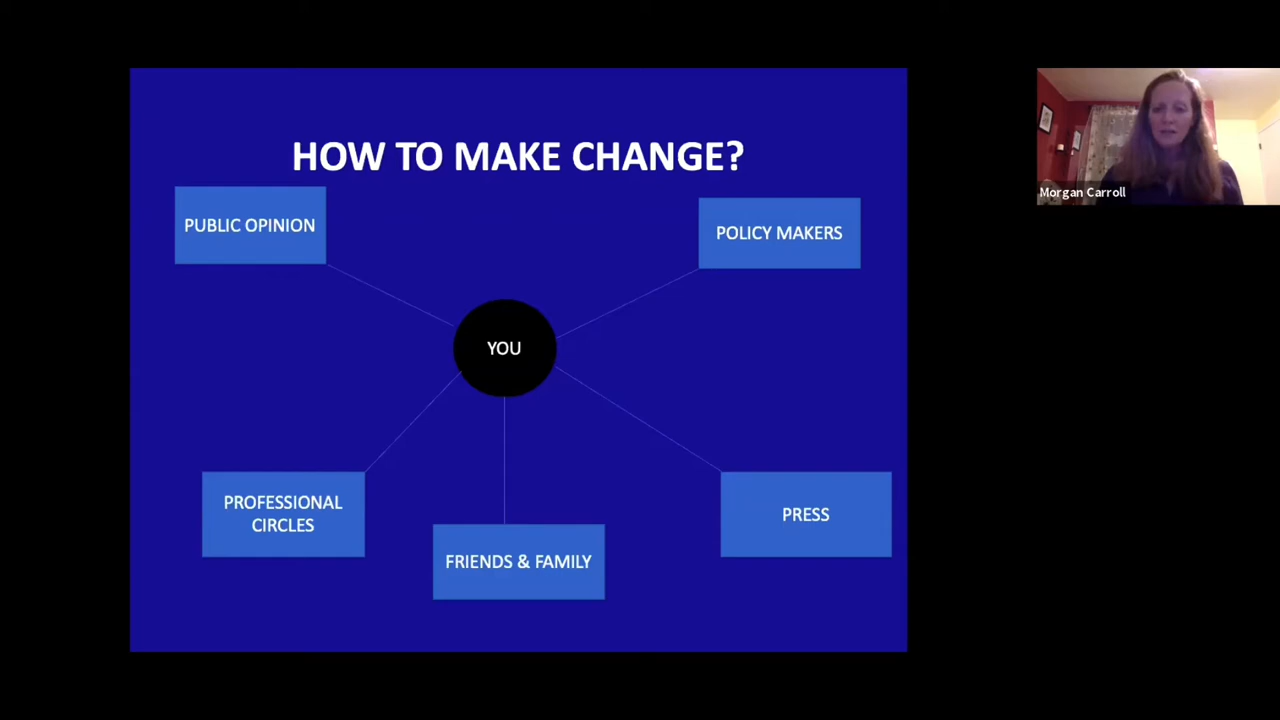 HOW TO MAKE CHANGE?
PUBLIC OPINION
POLICY MAKERS
YOU
PROFESSIONAL
CIRCLES
FRIENDS & FAMILY
PRESS
Morgan Carroll